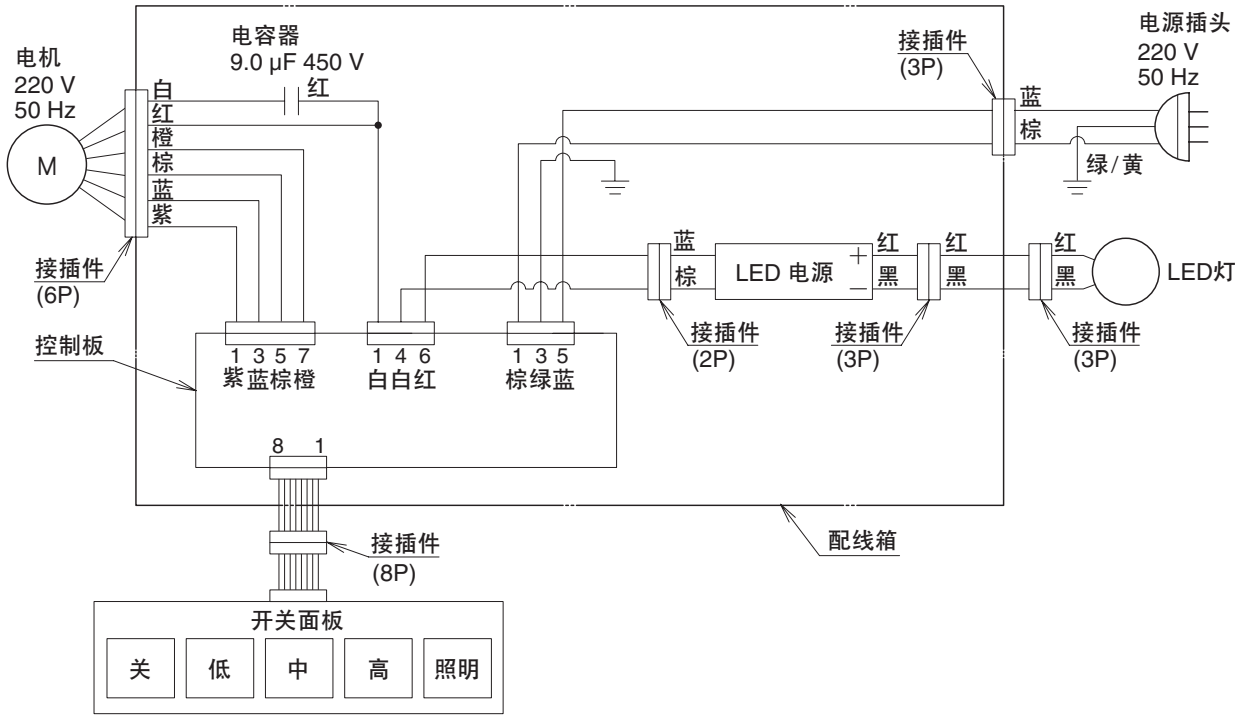 电机
220 V
50 Hz
M
电容器
9.0 μF 450 V
白
红
红
橙
棕
蓝
紫
接插件
(6P)
接插件
(3P)
电源插头
220 V
50 Hz
蓝
棕
绿/黄
蓝
棕
LED 电源
+
−
红
黑
红
黑
红
黑
LED灯
接插件
(2P)
接插件
(3P)
接插件
(3P)
控制板
1 3 5 7
紫蓝棕橙
1 4 6
白白红
1 3 5
棕绿蓝
8 1
接插件
(8P)
配线箱
开关面板
关 低 中 高 照明